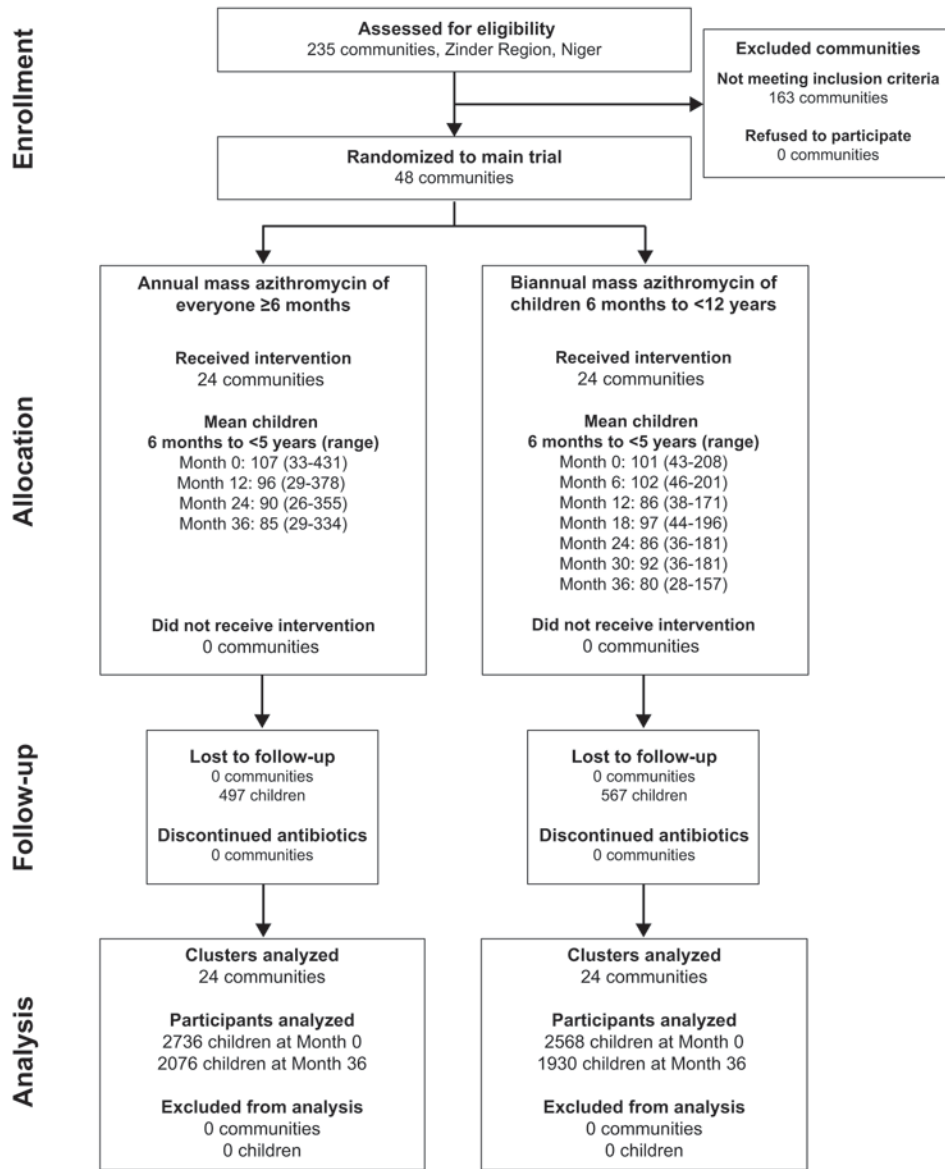 Enrollment
Assessed for eligibility
235 communities, Zinder Region, Niger
Excluded communities
Not meeting inclusion criteria
163 communities
Refused to participate
0 communities
Randomized to main trial
48 communities
Allocation
Annual mass azithromycin of
everyone ≥6 months
Received intervention
24 communities
Mean children
6 months to <5 years (range)
Month 0: 107 (33-431)
Month 12: 96 (29-378)
Month 24: 90 (26-355)
Month 36: 85 (29-334)
Did not receive intervention
0 communities
Biannual mass azithromycin of
children 6 months to <12 years
Received intervention
24 communities
Mean children
6 months to <5 years (range)
Month 0: 101 (43-208)
Month 6: 102 (46-201)
Month 12: 86 (38-171)
Month 18: 97 (44-196)
Month 24: 86 (36-181)
Month 30: 92 (36-181)
Month 36: 80 (28-157)
Did not receive intervention
0 communities
Follow-up
Lost to follow-up
0 communities
497 children
Discontinued antibiotics
0 communities
Lost to follow-up
0 communities
567 children
Discontinued antibiotics
0 communities
Analysis
Clusters analyzed
24 communities
Participants analyzed
2736 children at Month 0
2076 children at Month 36
Excluded from analysis
0 communities
0 children
Clusters analyzed
24 communities
Participants analyzed
2568 children at Month 0
1930 children at Month 36
Excluded from analysis
0 communities
0 children